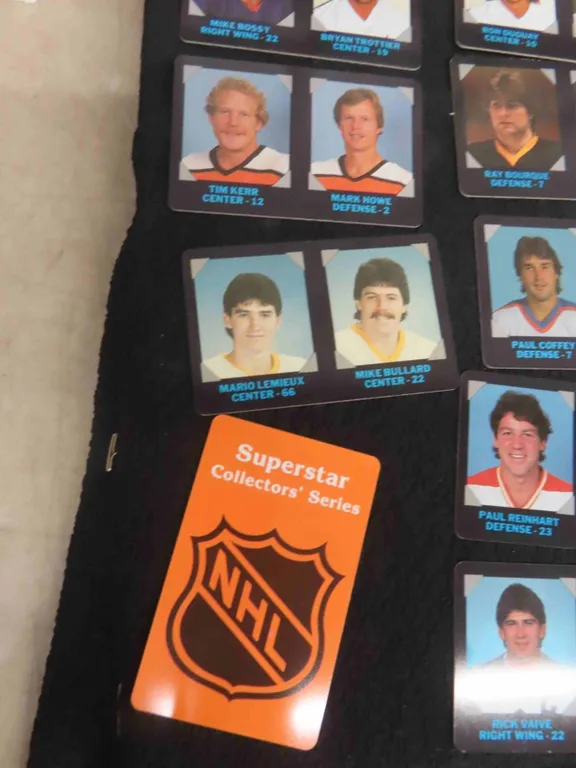 MIKE BOSSY
RIGHT WING - 22
BRYAN TROTTIER
CENTER - 19
RON DUGUAY
CENTER - 10
TIM KERR
CENTER - 12
MARK HOWE
DEFENSE - 2
RAY BOURQUE
DEFENSE - 7
MARIO LEMIEUX
CENTER - 66
MIKE BULLARD
CENTER - 22
PAUL COFFEY
DEFENSE - 7
Superstar
Collectors' Series
NHL
PAUL REINHART
DEFENSE - 23
RICK VAIVE
RIGHT WING - 22